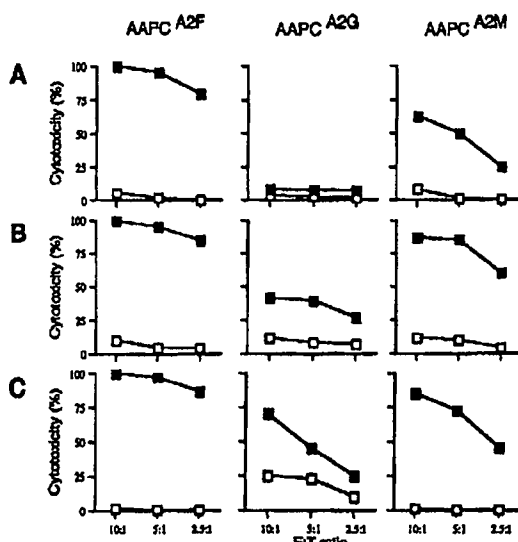 AAPC A2F AAPC A2G AAPC A2M
A
Cytotoxicity (%)
100
75
50
25
0
B
Cytotoxicity (%)
100
75
50
25
0
C
Cytotoxicity (%)
100
75
50
25
0
10:1 5:1 2.5:1 10:1 5:1 2.5:1 10:1 5:1 2.5:1
E:T ratio